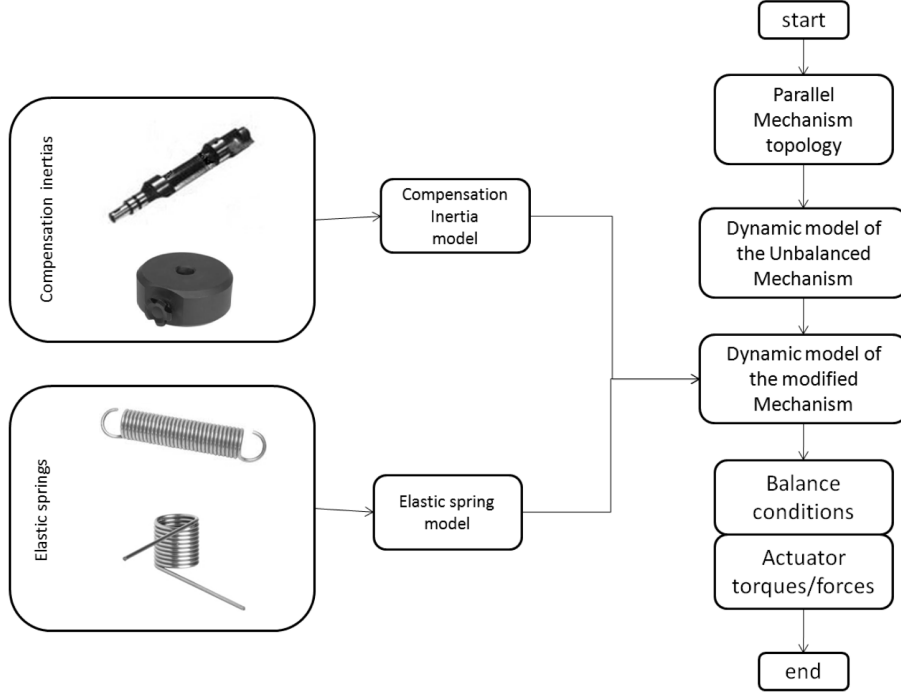 start
Parallel
Mechanism
topology
Compensation inertias
Compensation
Inertia
model
Dynamic model of
the Unbalanced
Mechanism
Dynamic model of
the modified
Mechanism
Elastic springs
Elastic spring
model
Balance
conditions
Actuator
torques/forces
end